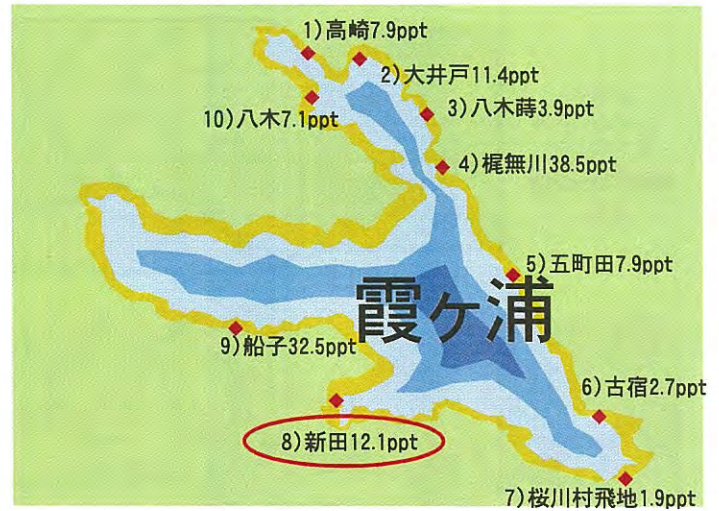 1)高崎7.9ppt
2)大井戸11.4ppt
3)八木蒔3.9ppt
4)梶無川38.5ppt
5)五町田7.9ppt
霞ヶ浦
6)古宿2.7ppt
7)桜川村飛地1.9ppt
8)新田12.1ppt
9)船子32.5ppt
10)八木7.1ppt